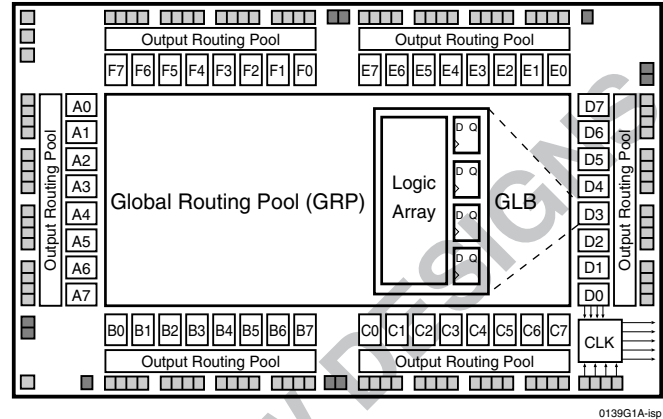 Output Routing Pool Output Routing Pool
F7 F6 F5 F4 F3 F2 F1 F0 E7 E6 E5 E4 E3 E2 E1 E0
Output Routing Pool
A0
A1
A2
A3
A4
A5
A6
A7
Global Routing Pool (GRP)
Logic
Array
D Q
D Q
D Q
D Q
GLB
D7
D6
D5
D4
D3
D2
D1
D0
Output Routing Pool
B0 B1 B2 B3 B4 B5 B6 B7 C0 C1 C2 C3 C4 C5 C6 C7
CLK
Output Routing Pool Output Routing Pool
0139G1A-isp
DESIGNS